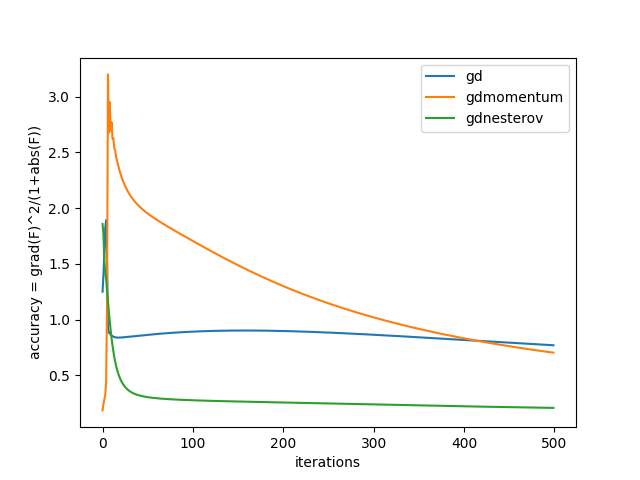 gd
gdmomentum
gdnesterov
accuracy = grad(F)^2/(1+abs(F))
3.0
2.5
2.0
1.5
1.0
0.5
0 100 200 300 400 500
iterations